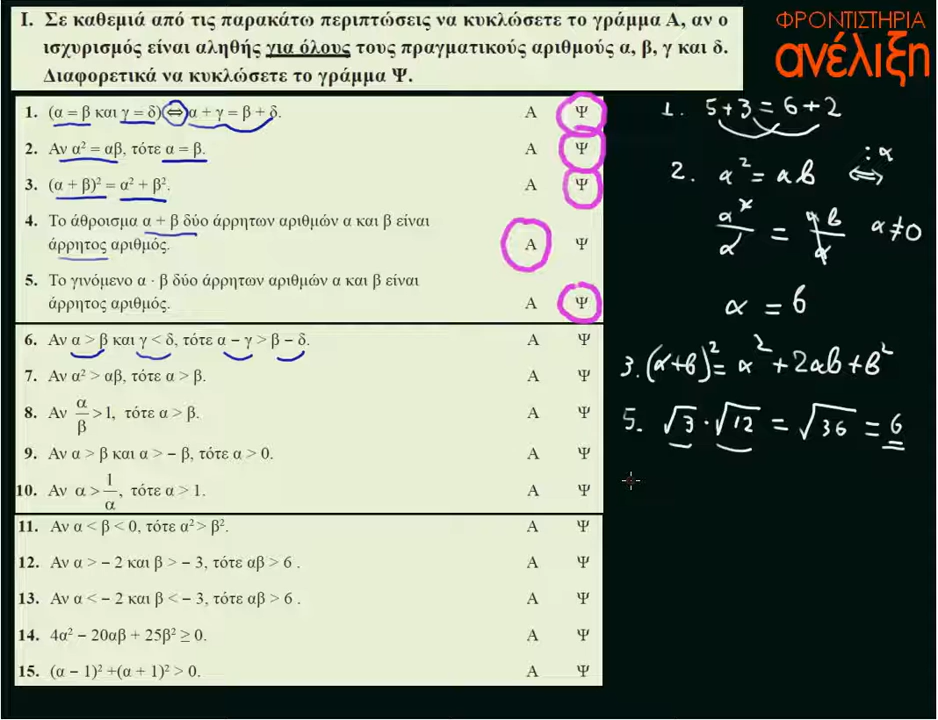 Ι. Σε καθεμιά από τις παρακάτω περιπτώσεις να κυκλώσετε το γράμμα Α, αν ο
ισχυρισμός είναι αληθής για όλους τους πραγματικούς αριθμούς α, β, γ και δ.
Διαφορετικά να κυκλώσετε το γράμμα Ψ.
ΦΡΟΝΤΙΣΤΗΡΙΑ
ανέλιξη
1. (α = β και γ = δ) ⇔ α + γ = β + δ. Α Ψ
2. Αν α² = αβ, τότε α = β. Α Ψ
3. (α + β)² = α² + β². Α Ψ
4. Το άθροισμα α + β δύο άρρητων αριθμών α και β είναι
άρρητος αριθμός. Α Ψ
5. Το γινόμενο α · β δύο άρρητων αριθμών α και β είναι
άρρητος αριθμός. Α Ψ
6. Αν α > β και γ < δ, τότε α − γ > β − δ. Α Ψ
7. Αν α² > αβ, τότε α > β. Α Ψ
8. Αν α/β > 1, τότε α > β. Α Ψ
9. Αν α > β και α > − β, τότε α > 0. Α Ψ
10. Αν α > 1/α, τότε α > 1. Α Ψ
11. Αν α < β < 0, τότε α² > β². Α Ψ
12. Αν α > − 2 και β > − 3, τότε αβ > 6 . Α Ψ
13. Αν α < − 2 και β < − 3, τότε αβ > 6 . Α Ψ
14. 4α² − 20αβ + 25β² ≥ 0. Α Ψ
15. (α − 1)² +(α + 1)² > 0. Α Ψ
1. 5+3 = 6+2
2. α² = αβ ⇔ :α
α²/α = αβ/α α≠0
α = β
3. (α+β)² = α² + 2αβ + β²
5. √3 · √12 = √36 = 6